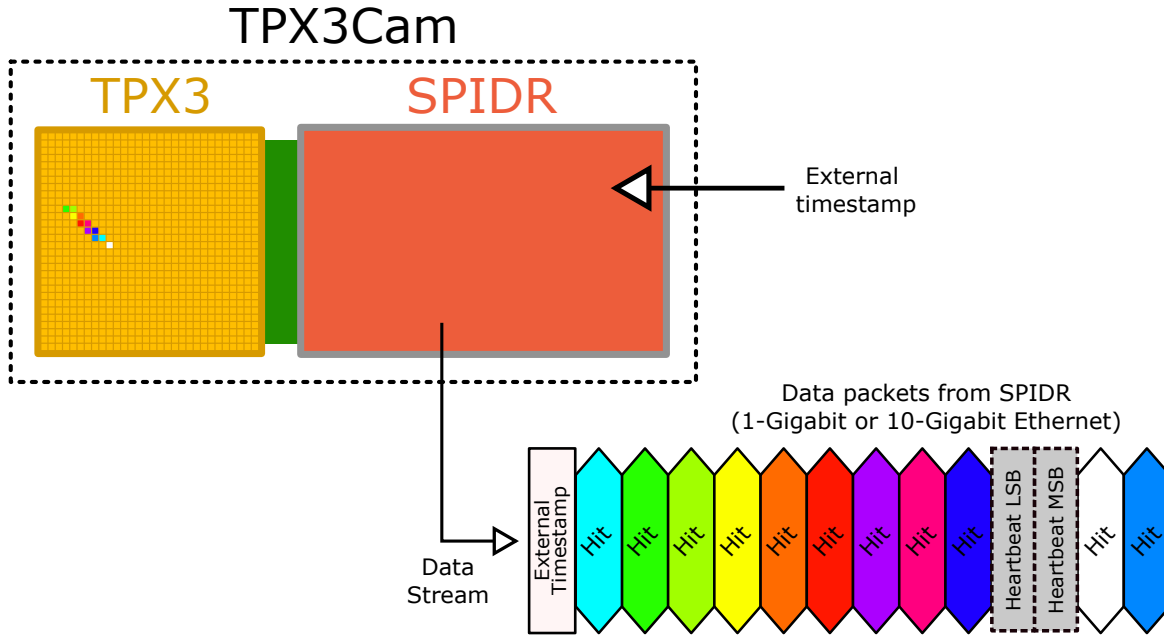 TPX3Cam
TPX3
SPIDR
External
timestamp
Data packets from SPIDR
(1-Gigabit or 10-Gigabit Ethernet)
Data
Stream
External
Timestamp
Hit
Hit
Hit
Hit
Hit
Hit
Hit
Hit
Hit
Heartbeat LSB
Heartbeat MSB
Hit
Hit